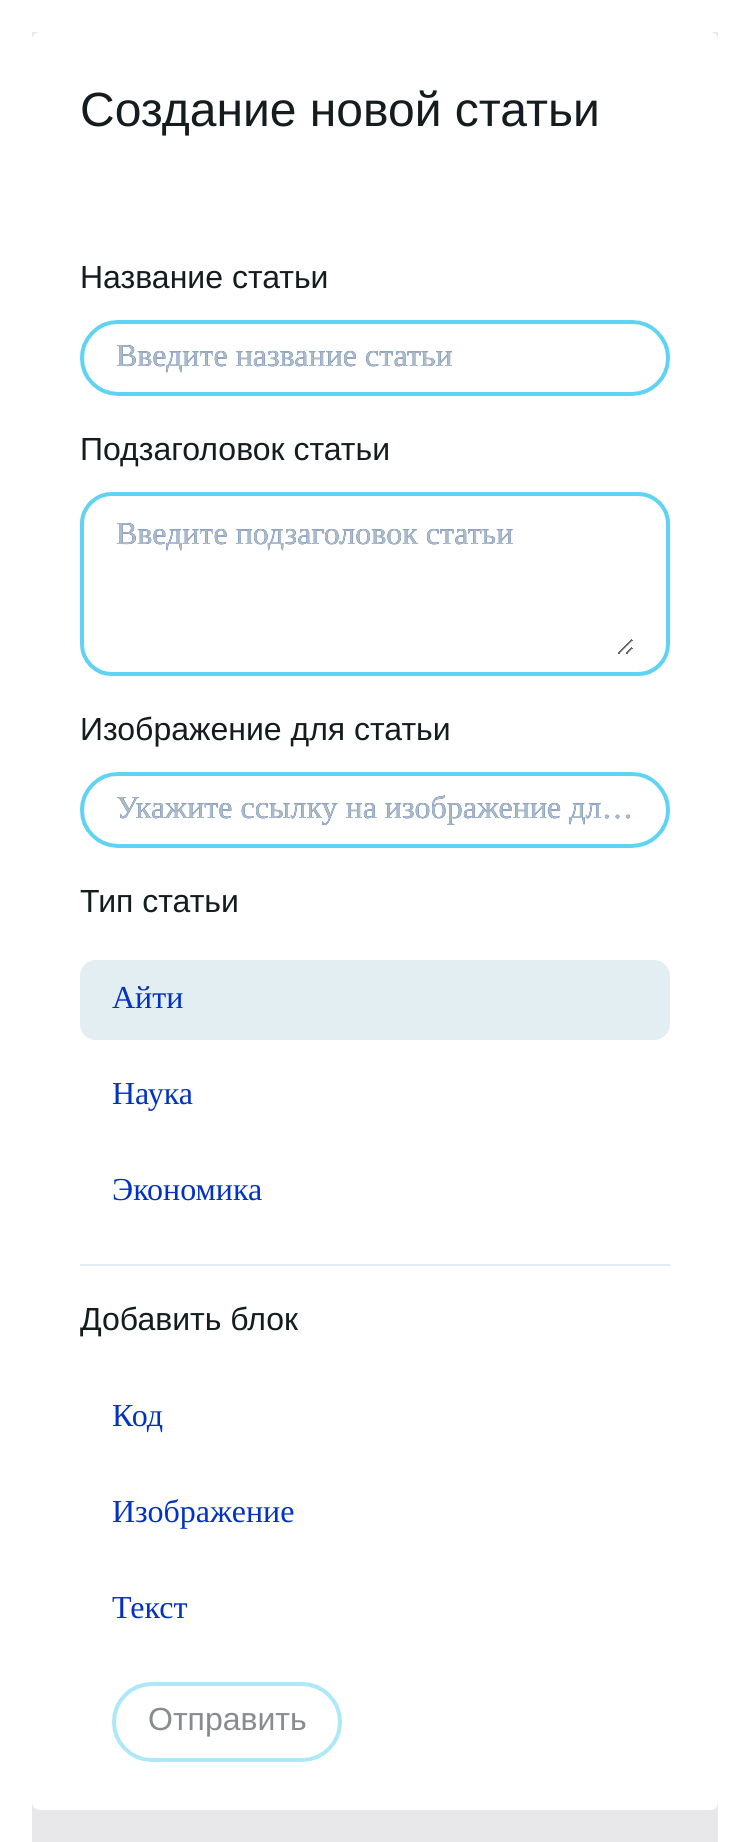 Создание новой статьи
Название статьи
Введите название статьи
Подзаголовок статьи
Введите подзаголовок статьи
Изображение для статьи
Укажите ссылку на изображение дл…
Тип статьи
Айти
Наука
Экономика
Добавить блок
Код
Изображение
Текст
Отправить